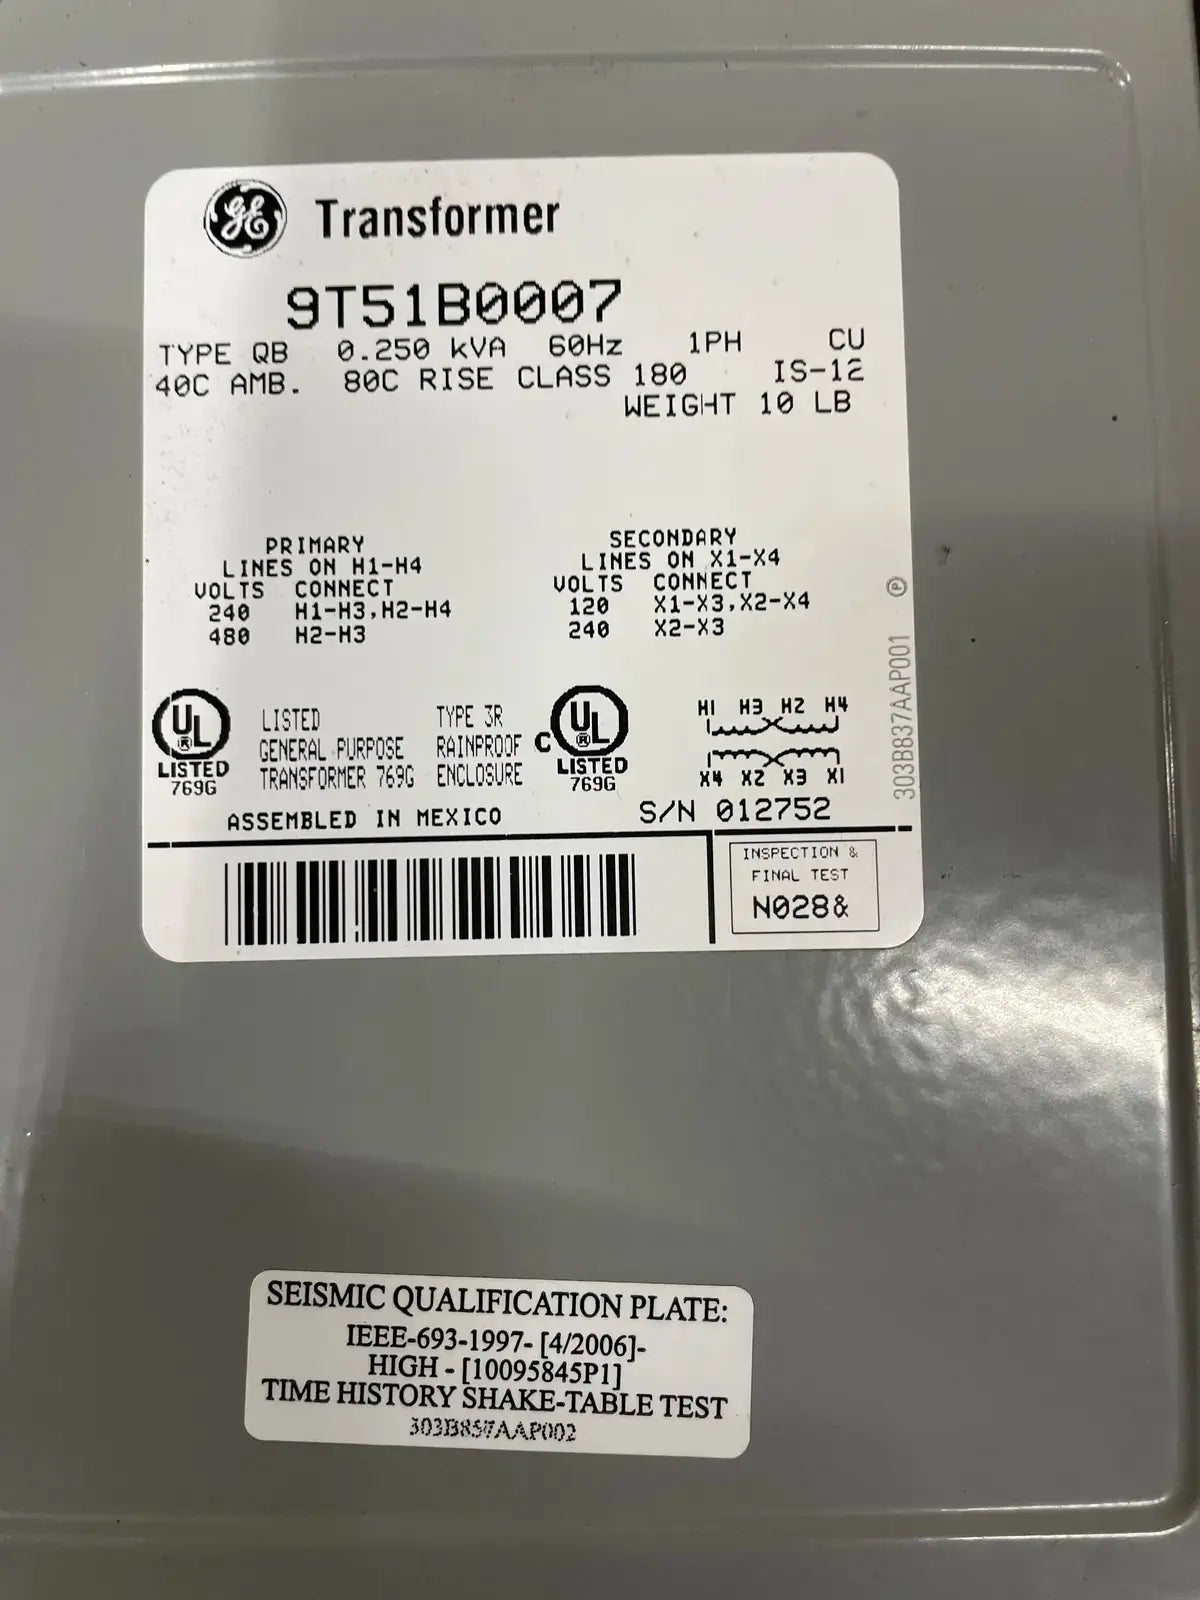 GE Transformer
9T51B0007
TYPE QB 0.250 kVA 60Hz 1PH CU
40C AMB. 80C RISE CLASS 180 IS-12
WEIGHT 10 LB
PRIMARY
LINES ON H1-H4
VOLTS CONNECT
240 H1-H3,H2-H4
480 H2-H3
SECONDARY
LINES ON X1-X4
VOLTS CONNECT
120 X1-X3,X2-X4
240 X2-X3
P
303B837AAP001
UL ®
LISTED
769G
LISTED
GENERAL PURPOSE
TRANSFORMER 769G
TYPE 3R
RAINPROOF
ENCLOSURE
C UL ®
LISTED
769G
H1 H3 H2 H4
X4 X2 X3 X1
ASSEMBLED IN MEXICO
S/N 012752
INSPECTION &
FINAL TEST
N028&
SEISMIC QUALIFICATION PLATE:
IEEE-693-1997- [4/2006]-
HIGH - [10095845P1]
TIME HISTORY SHAKE-TABLE TEST
303B857AAP002